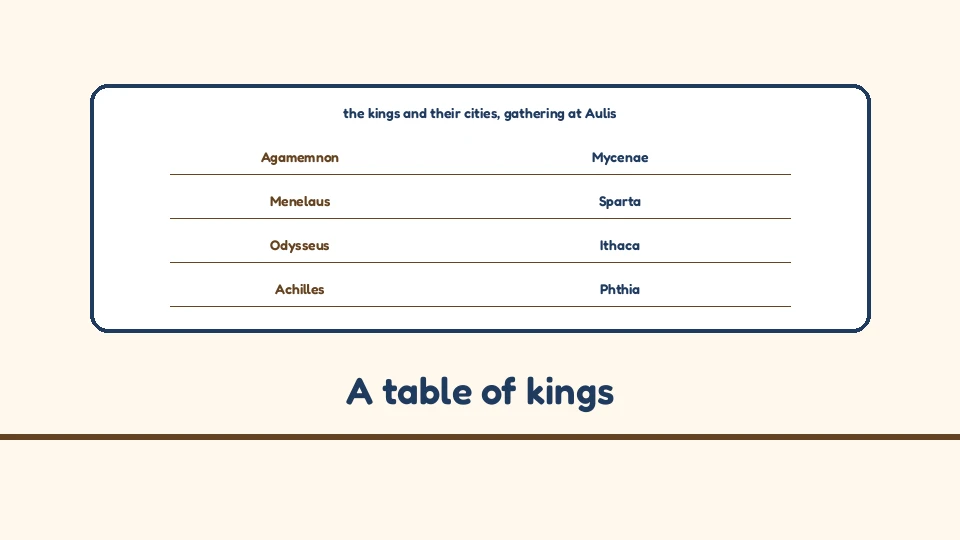 the kings and their cities, gathering at Aulis
Agamemnon Mycenae
Menelaus Sparta
Odysseus Ithaca
Achilles Phthia
A table of kings